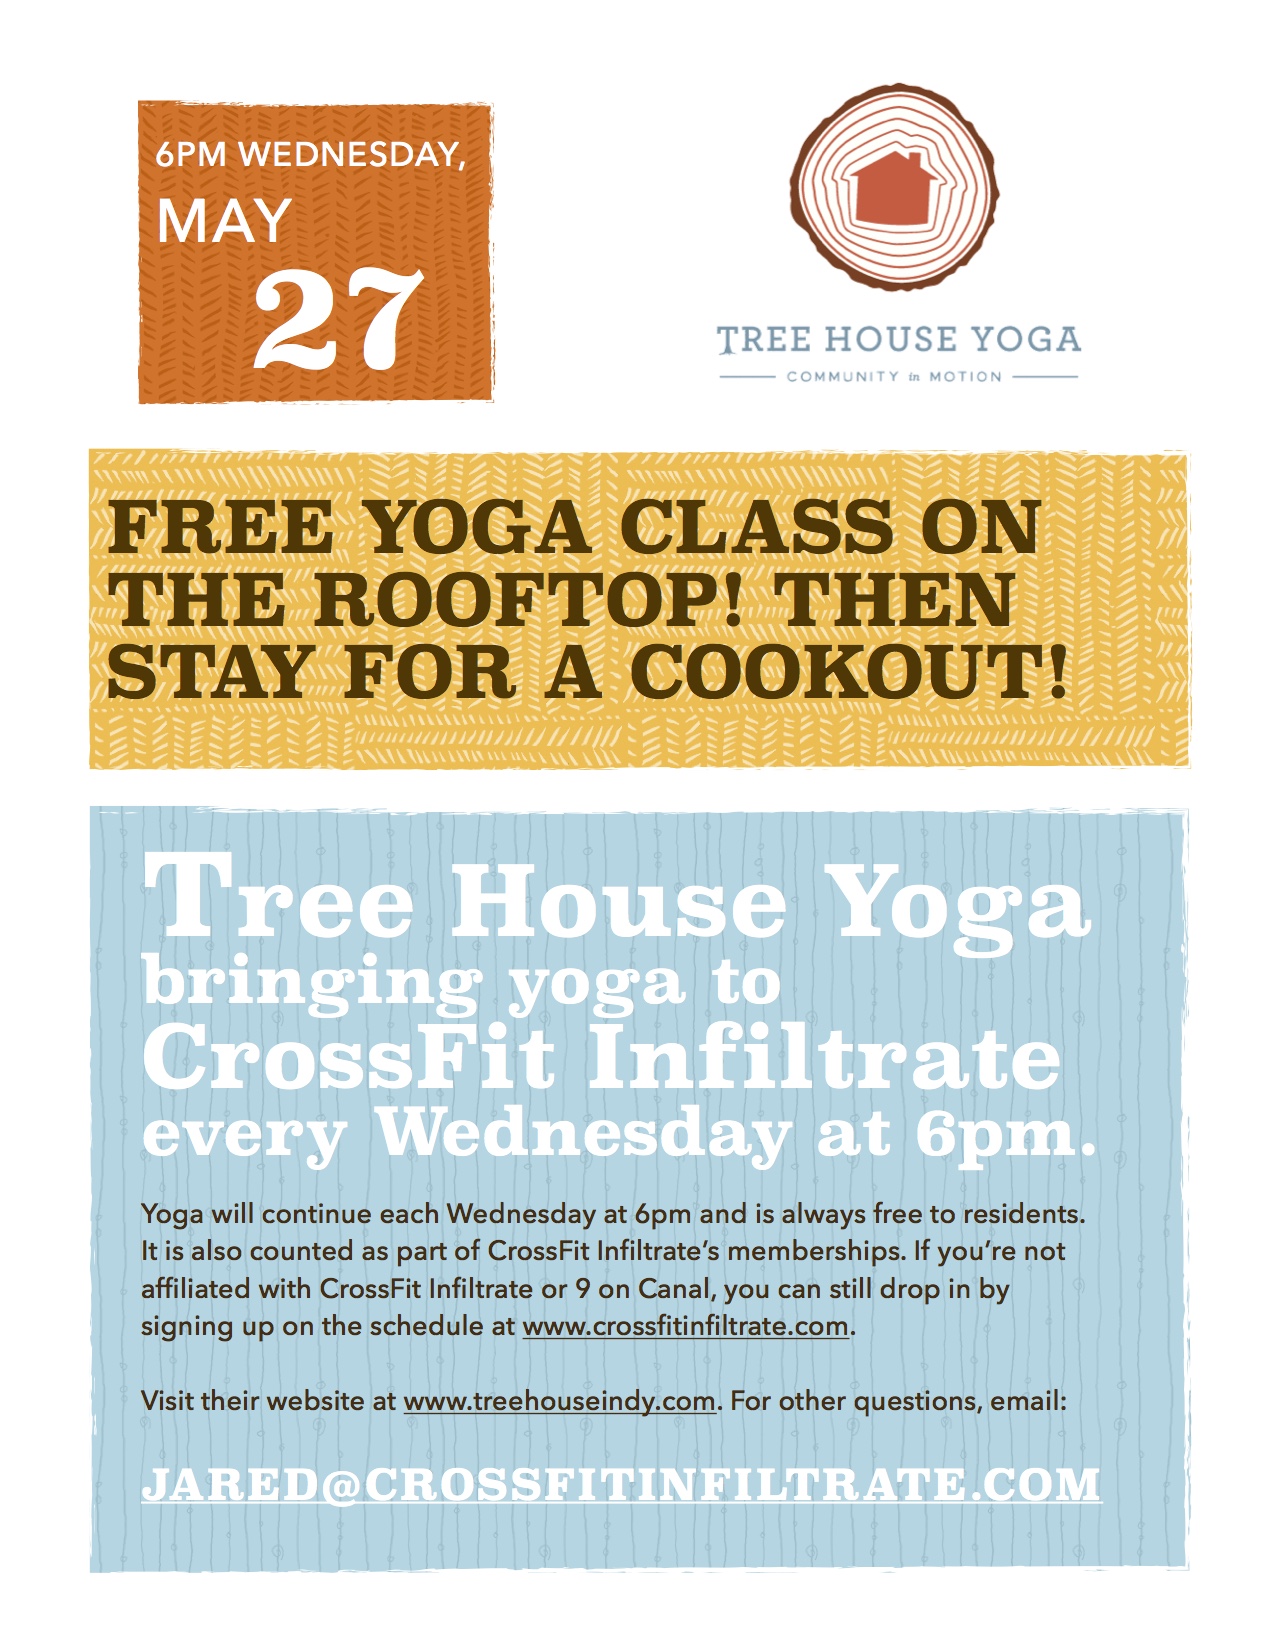 6PM WEDNESDAY,
MAY
27
TREE HOUSE YOGA
COMMUNITY in MOTION
FREE YOGA CLASS ON
THE ROOFTOP! THEN
STAY FOR A COOKOUT!
Tree House Yoga
bringing yoga to
CrossFit Infiltrate
every Wednesday at 6pm.
Yoga will continue each Wednesday at 6pm and is always free to residents.
It is also counted as part of CrossFit Infiltrate’s memberships. If you’re not
affiliated with CrossFit Infiltrate or 9 on Canal, you can still drop in by
signing up on the schedule at www.crossfitinfiltrate.com.
Visit their website at www.treehouseindy.com. For other questions, email:
JARED@CROSSFITINFILTRATE.COM